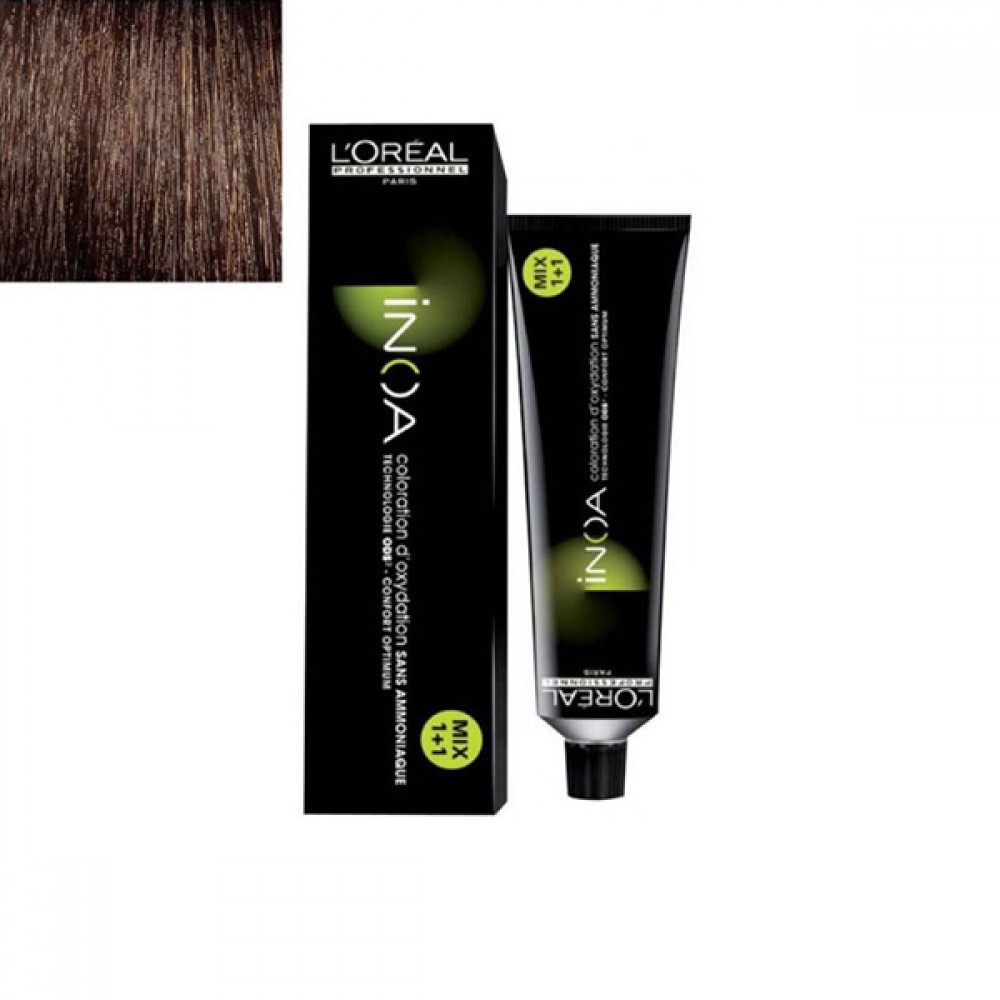 L'ORÉAL
PROFESSIONNEL
PARIS
iNOA
coloration d'oxydation SANS AMMONIAQUE
TECHNOLOGIE ODS² - CONFORT OPTIMUM
MIX
1+1
MIX
1+1
iNOA
coloration d'oxydation SANS AMMONIAQUE
TECHNOLOGIE ODS² - CONFORT OPTIMUM
L'ORÉAL
PROFESSIONNEL
PARIS